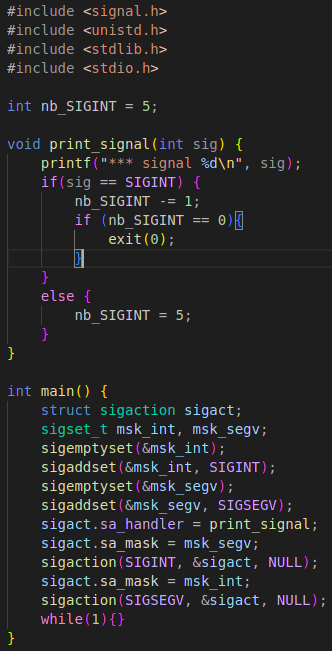 #include <signal.h>
#include <unistd.h>
#include <stdlib.h>
#include <stdio.h>

int nb_SIGINT = 5;

void print_signal(int sig) {
    printf("*** signal %d\n", sig);
    if(sig == SIGINT) {
        nb_SIGINT -= 1;
        if (nb_SIGINT == 0){
            exit(0);
        }
    }
    else {
        nb_SIGINT = 5;
    }
}

int main() {
    struct sigaction sigact;
    sigset_t msk_int, msk_segv;
    sigemptyset(&msk_int);
    sigaddset(&msk_int, SIGINT);
    sigemptyset(&msk_segv);
    sigaddset(&msk_segv, SIGSEGV);
    sigact.sa_handler = print_signal;
    sigact.sa_mask = msk_segv;
    sigaction(SIGINT, &sigact, NULL);
    sigact.sa_mask = msk_int;
    sigaction(SIGSEGV, &sigact, NULL);
    while(1){}
}